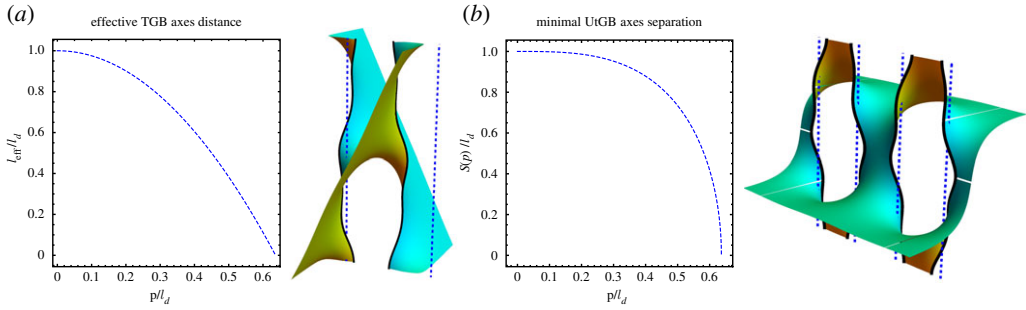 (a)
effective TGB axes distance
l_eff/l_d
1.0
0.8
0.6
0.4
0.2
0
0 0.1 0.2 0.3 0.4 0.5 0.6
p/l_d
(b)
minimal UtGB axes separation
S(p)/l_d
1.0
0.8
0.6
0.4
0.2
0
0 0.1 0.2 0.3 0.4 0.5 0.6
p/l_d